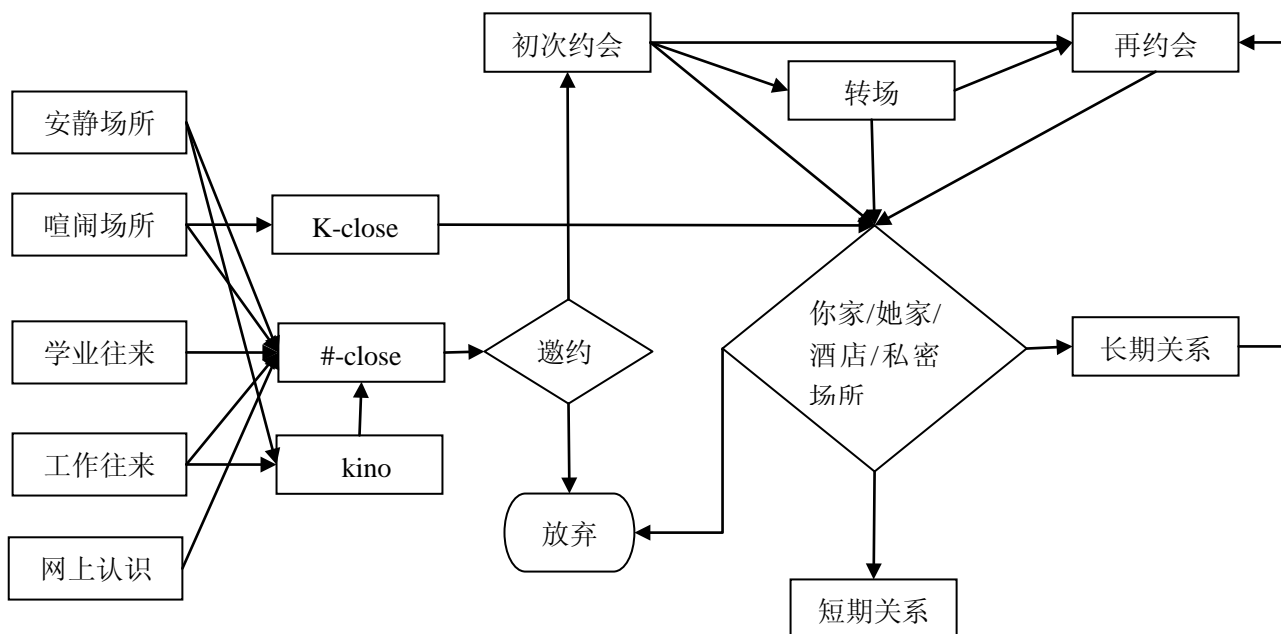 初次约会
再约会
转场
安静场所
喧闹场所
K-close
你家/她家/
酒店/私密
场所
学业往来
#-close
邀约
长期关系
工作往来
kino
放弃
网上认识
短期关系